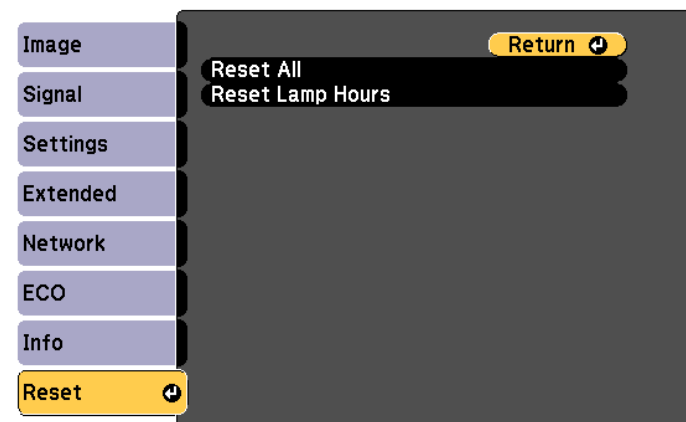 Image
Signal
Settings
Extended
Network
ECO
Info
Reset
Return
Reset All
Reset Lamp Hours